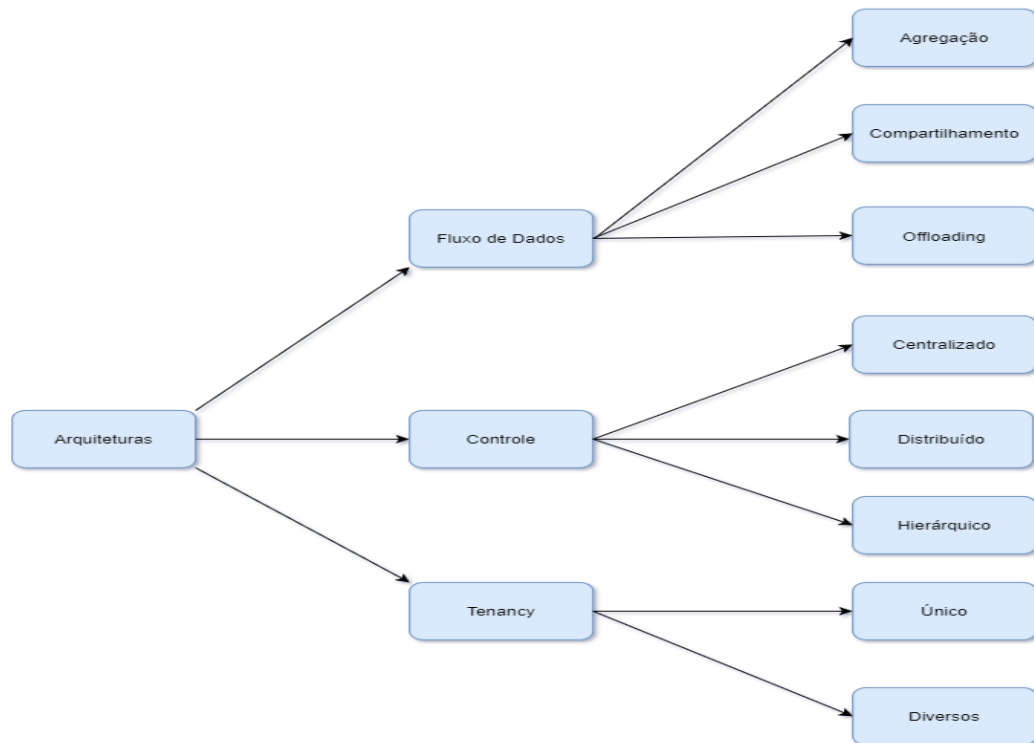 Agregação
Compartilhamento
Fluxo de Dados
Offloading
Centralizado
Arquiteturas
Controle
Distribuído
Hierárquico
Tenancy
Único
Diversos